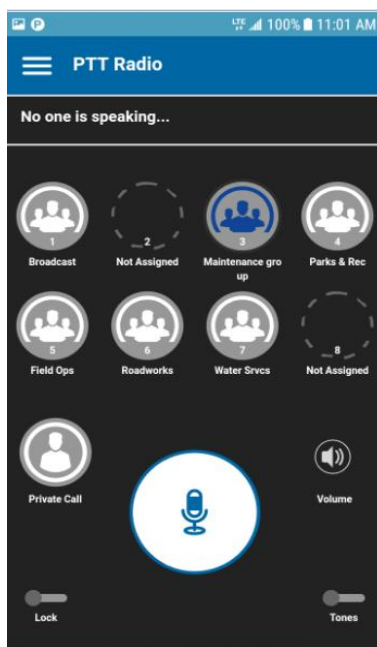 LTE 100% 11:01 AM
PTT Radio
No one is speaking...
1 2 3 4
Broadcast Not Assigned Maintenance gro Parks & Rec
up
5 6 7 8
Field Ops Roadworks Water Srvcs Not Assigned
Private Call Volume
Lock Tones